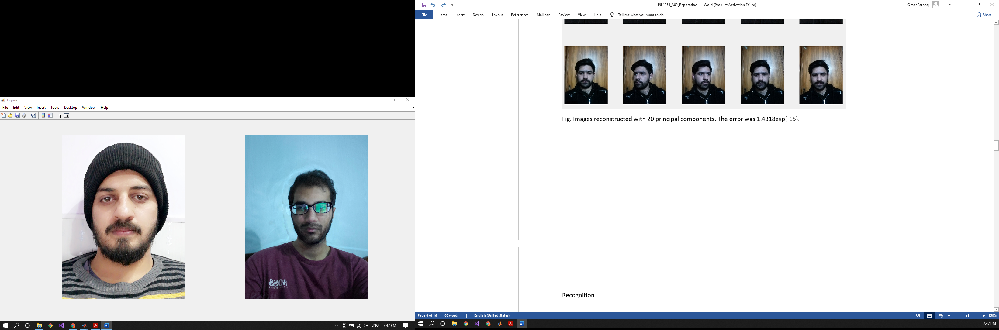 Figure 1
File Edit View Insert Tools Desktop Window Help
BOSS
ENG 7:47 PM
19L1854_A02_Report.docx - Word (Product Activation Failed)
Omar Farooq
File Home Insert Design Layout References Mailings Review View Help Tell me what you want to do
Share
Fig. Images reconstructed with 20 principal components. The error was 1.4318exp(-15).
Recognition
Page 8 of 16 488 words English (United States)
150%
7:47 PM